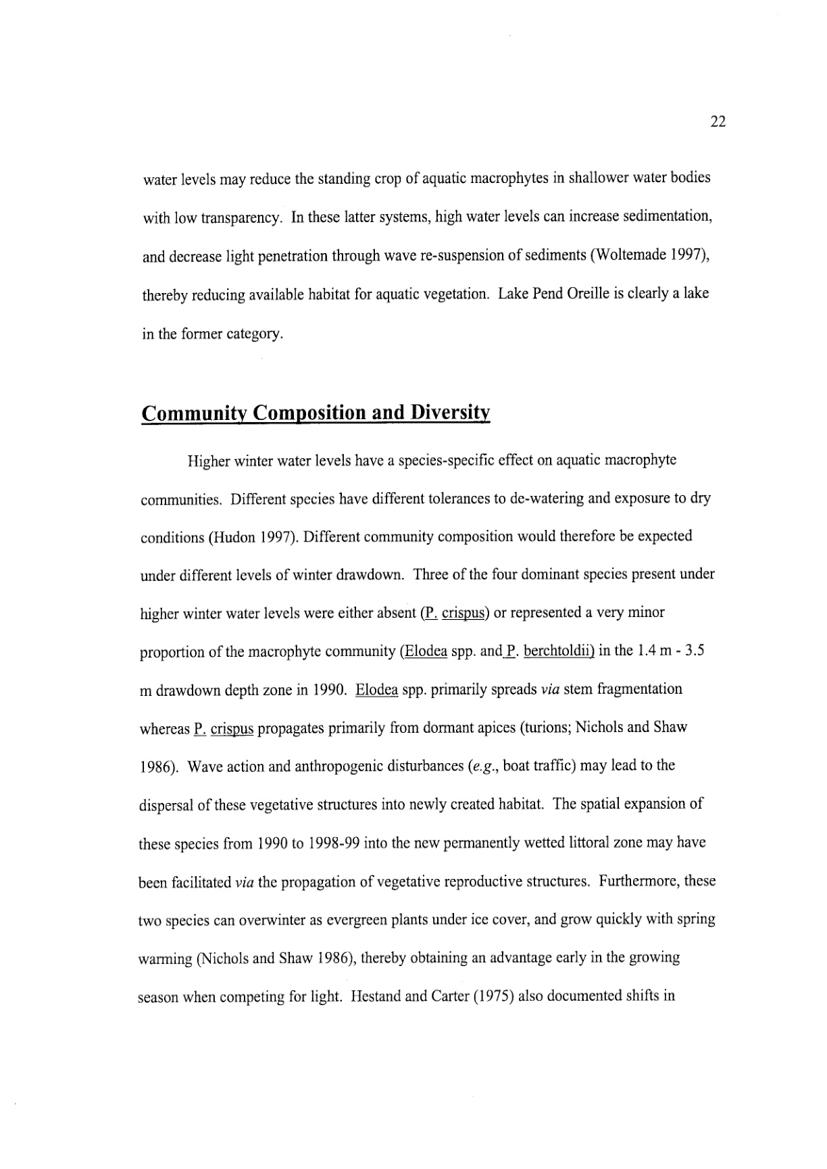 22
water levels may reduce the standing crop of aquatic macrophytes in shallower water bodies
with low transparency. In these latter systems, high water levels can increase sedimentation,
and decrease light penetration through wave re-suspension of sediments (Woltemade 1997),
thereby reducing available habitat for aquatic vegetation. Lake Pend Oreille is clearly a lake
in the former category.
Community Composition and Diversity
Higher winter water levels have a species-specific effect on aquatic macrophyte
communities. Different species have different tolerances to de-watering and exposure to dry
conditions (Hudon 1997). Different community composition would therefore be expected
under different levels of winter drawdown. Three of the four dominant species present under
higher winter water levels were either absent (P. crispus) or represented a very minor
proportion of the macrophyte community (Elodea spp. and P. berchtoldii) in the 1.4 m - 3.5
m drawdown depth zone in 1990. Elodea spp. primarily spreads via stem fragmentation
whereas P. crispus propagates primarily from dormant apices (turions; Nichols and Shaw
1986). Wave action and anthropogenic disturbances (e.g., boat traffic) may lead to the
dispersal of these vegetative structures into newly created habitat. The spatial expansion of
these species from 1990 to 1998-99 into the new permanently wetted littoral zone may have
been facilitated via the propagation of vegetative reproductive structures. Furthermore, these
two species can overwinter as evergreen plants under ice cover, and grow quickly with spring
warming (Nichols and Shaw 1986), thereby obtaining an advantage early in the growing
season when competing for light. Hestand and Carter (1975) also documented shifts in